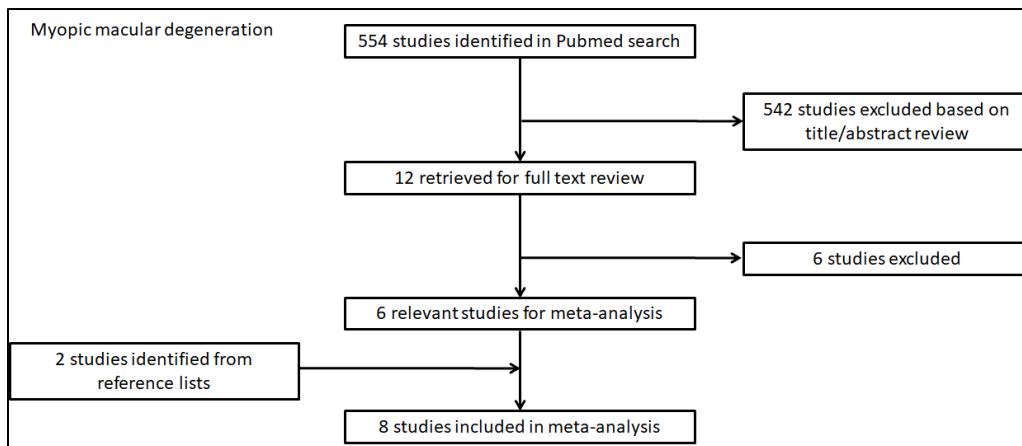 Myopic macular degeneration
554 studies identified in Pubmed search
542 studies excluded based on
title/abstract review
12 retrieved for full text review
6 studies excluded
6 relevant studies for meta-analysis
2 studies identified from
reference lists
8 studies included in meta-analysis